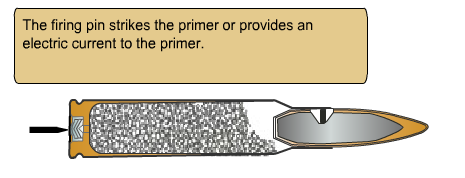 The firing pin strikes the primer or provides an
electric current to the primer.